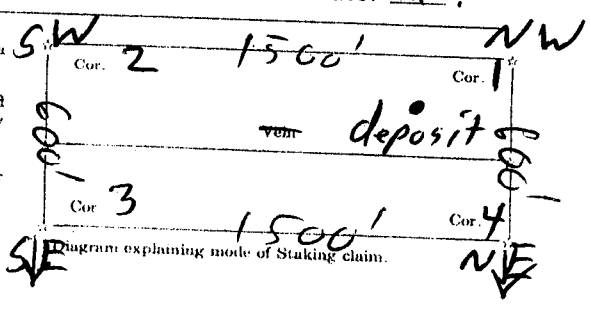 SW 1500' NW
Cor. 2 Cor. 1
600' Vein deposit 600'
Cor 3 Cor. 4
1500'
SE Diagram explaining mode of Staking claim. NE